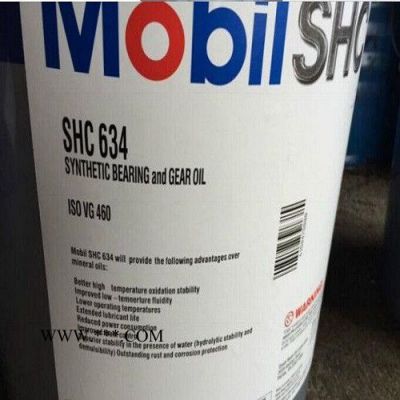 Mobil SHC
SHC 634
SYNTHETIC BEARING and GEAR OIL
ISO VG 460
Mobil SHC 634 will provide the following advantages over
mineral oils:
Better high - temperature oxidation stability
Improved low - temoerlure fluidity
Lower operating temperatures
Extended lubricant life
Reduced power consumption
Improved
stability in the presence of water (hydrolytic stability and
demulsibility) Outstanding rust and corrosion protection
WARNING
WWW.
.COM